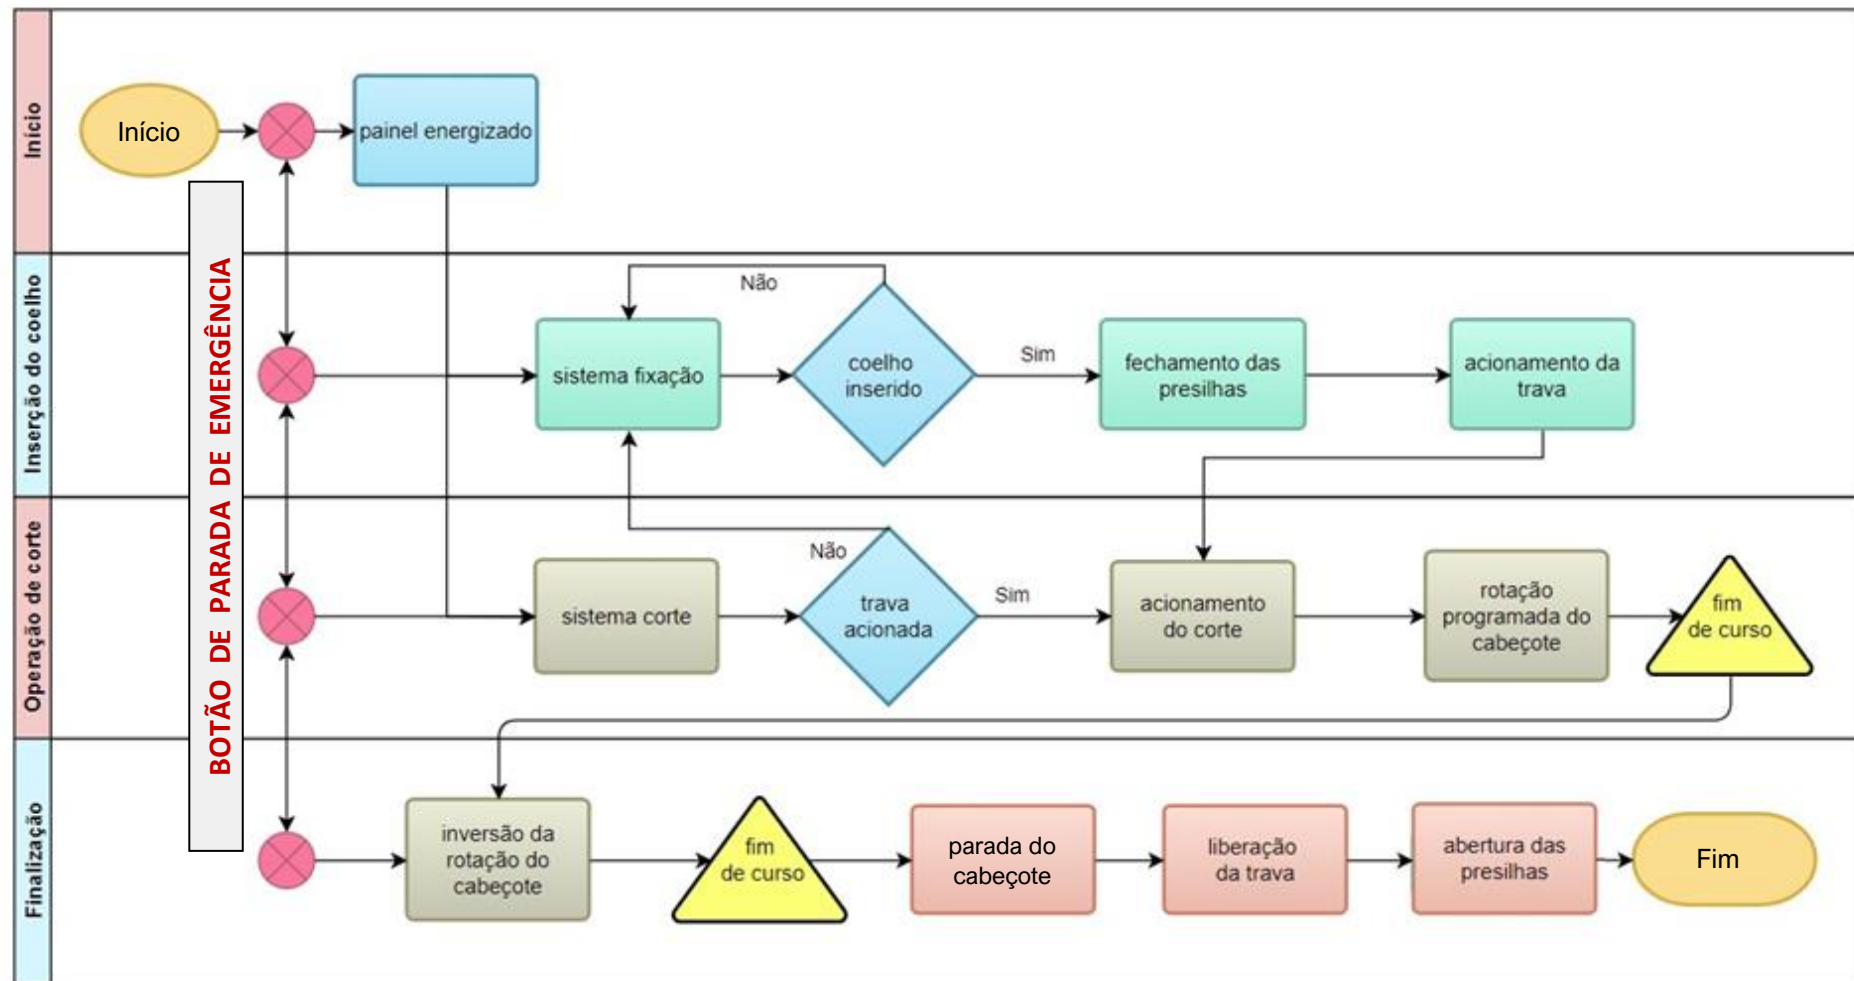 Início
Início
painel energizado
BOTÃO DE PARADA DE EMERGÊNCIA
Inserção do coelho
Não
sistema fixação
coelho
inserido
Sim
fechamento das
presilhas
acionamento da
trava
Operação de corte
Não
sistema corte
trava
acionada
Sim
acionamento
do corte
rotação
programada do
cabeçote
fim
de curso
Finalização
inversão da
rotação do
cabeçote
fim
de curso
parada do
cabeçote
liberação
da trava
abertura das
presilhas
Fim